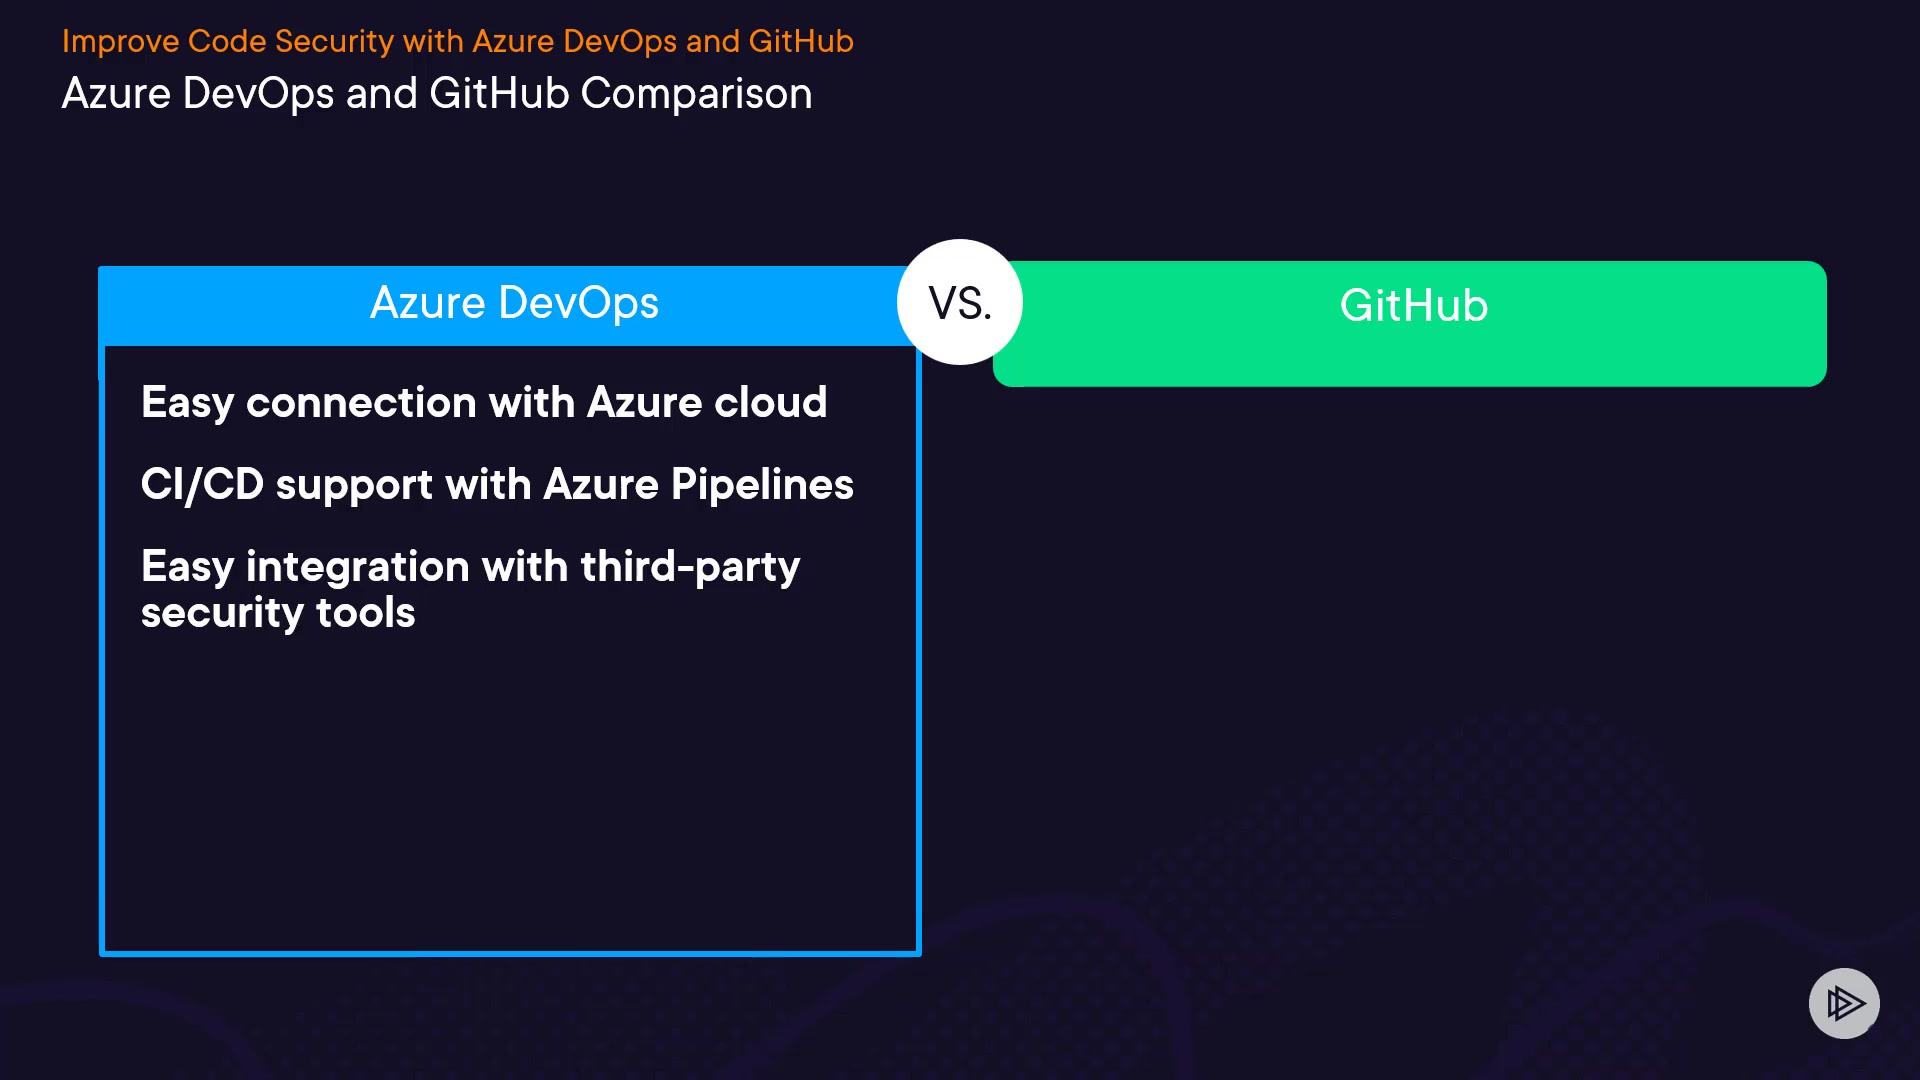 Improve Code Security with Azure DevOps and GitHub
Azure DevOps and GitHub Comparison
Azure DevOps
VS.
GitHub
Easy connection with Azure cloud
CI/CD support with Azure Pipelines
Easy integration with third-party
security tools